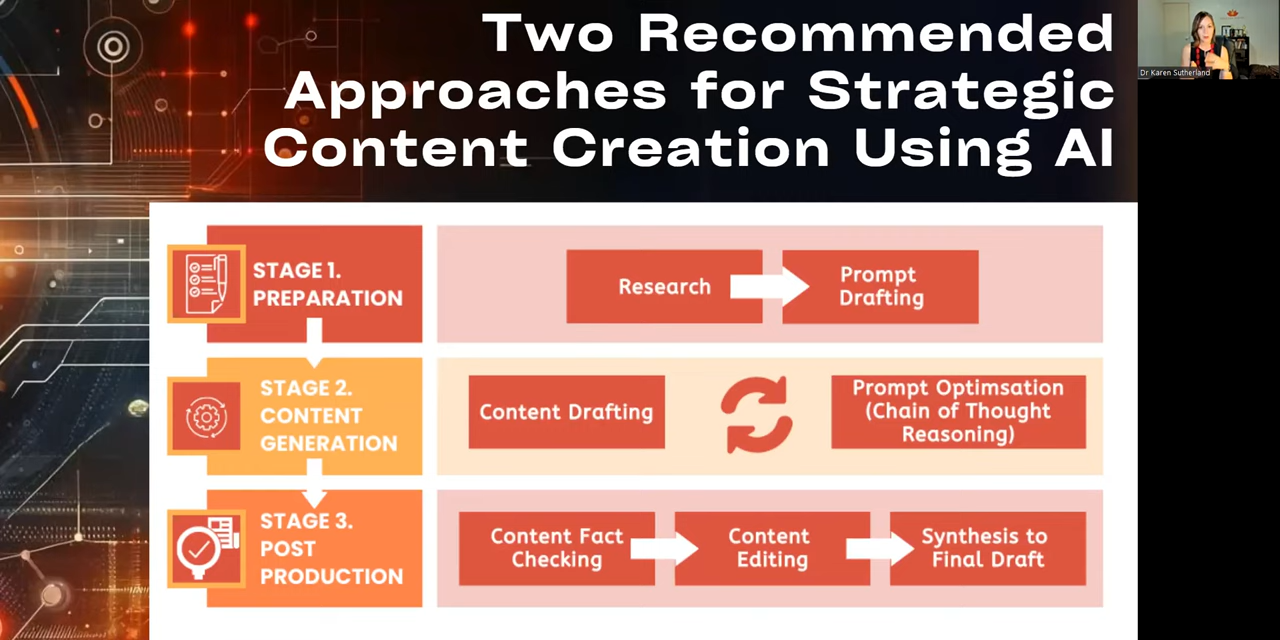 Two Recommended
Approaches for Strategic
Content Creation Using AI
Dr Karen Sutherland
STAGE 1.
PREPARATION
Research
Prompt
Drafting
STAGE 2.
CONTENT
GENERATION
Content Drafting
Prompt Optimsation
(Chain of Thought
Reasoning)
STAGE 3.
POST
PRODUCTION
Content Fact
Checking
Content
Editing
Synthesis to
Final Draft